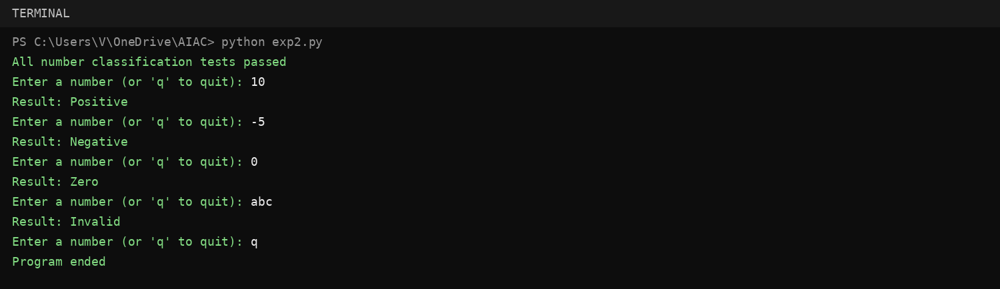 TERMINAL
PS C:\Users\V\OneDrive\AIAC> python exp2.py
All number classification tests passed
Enter a number (or 'q' to quit): 10
Result: Positive
Enter a number (or 'q' to quit): -5
Result: Negative
Enter a number (or 'q' to quit): 0
Result: Zero
Enter a number (or 'q' to quit): abc
Result: Invalid
Enter a number (or 'q' to quit): q
Program ended